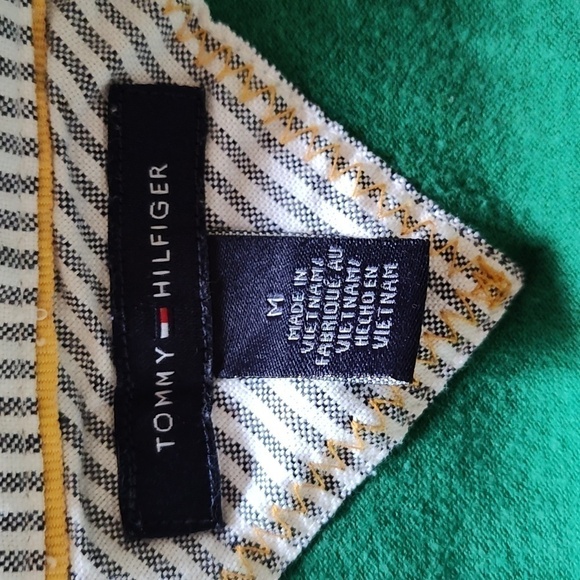 TOMMY HILFIGER
M
MADE IN
VIETNAM/
FABRIQUÉ AU
VIETNAM/
HECHO EN
VIETNAM